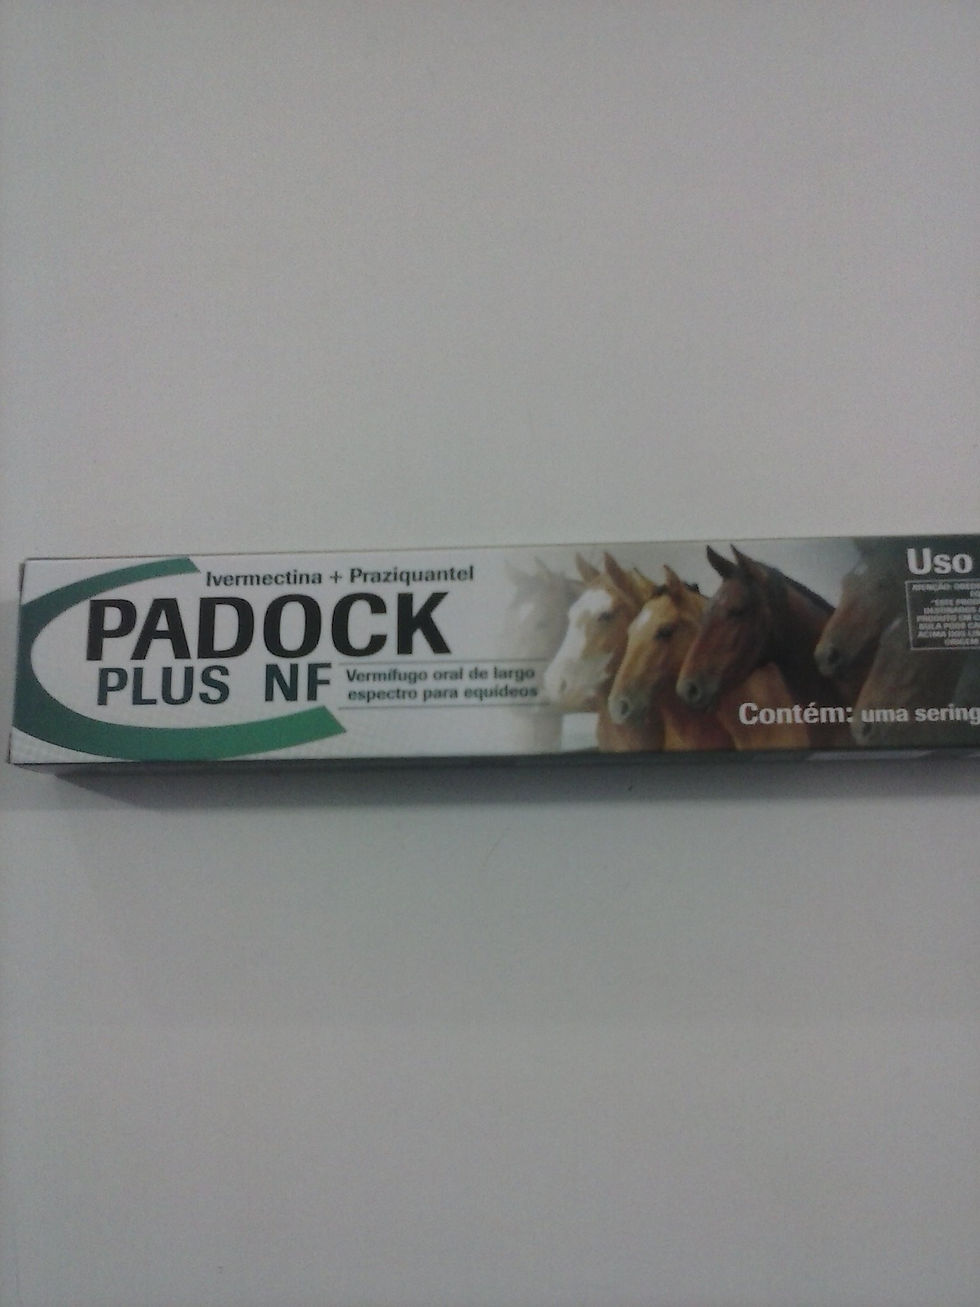 Ivermectina + Praziquantel
PADOCK
PLUS NF
Vermífugo oral de largo
espectro para equídeos
Uso
Contém: uma sering